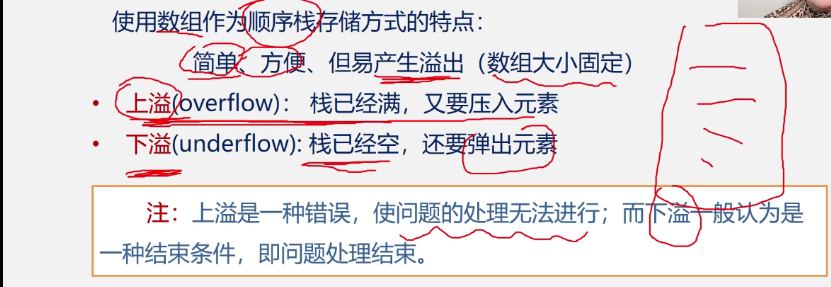 使用数组作为顺序栈存储方式的特点：
简单、方便、但易产生溢出（数组大小固定）
• 上溢(overflow)： 栈已经满，又要压入元素
• 下溢(underflow): 栈已经空，还要弹出元素
注：上溢是一种错误，使问题的处理无法进行；而下溢一般认为是
一种结束条件，即问题处理结束。